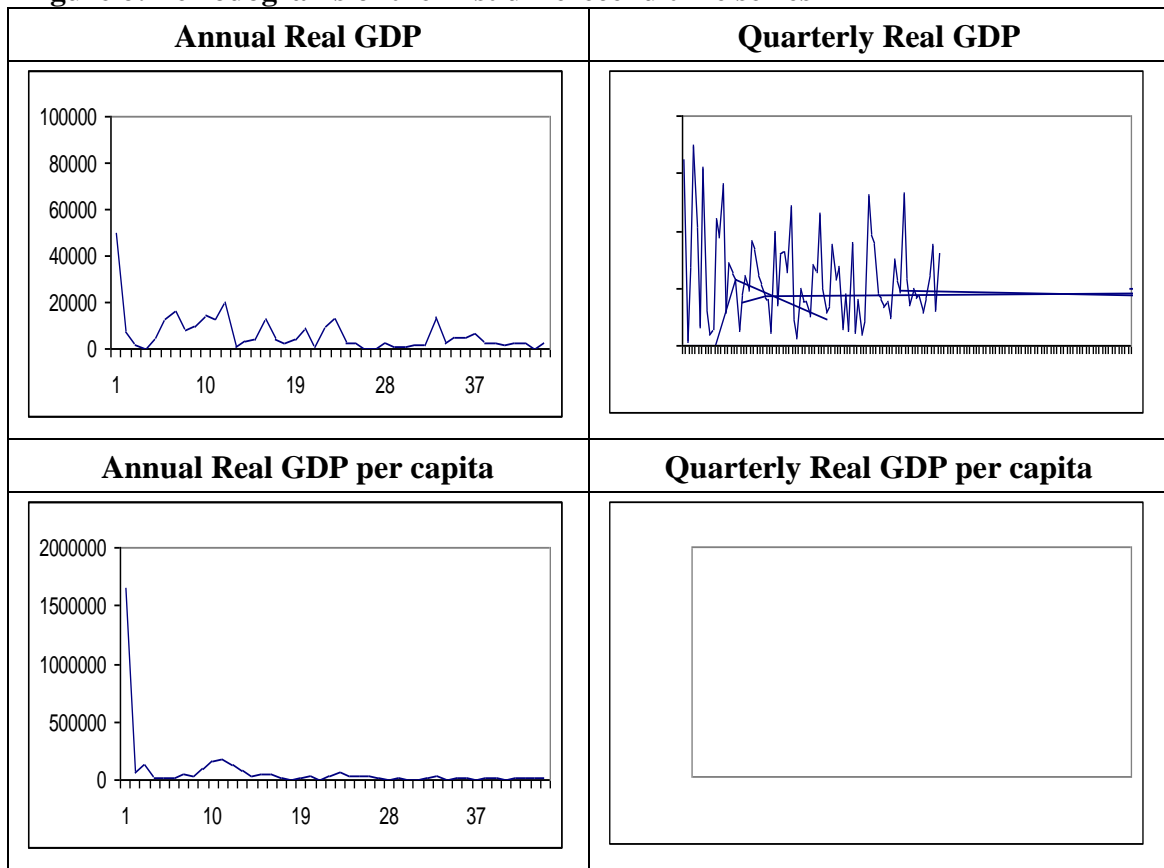 Annual Real GDP
Quarterly Real GDP
100000
80000
60000
40000
20000
0
1 10 19 28 37
Annual Real GDP per capita
Quarterly Real GDP per capita
2000000
1500000
1000000
500000
0
1 10 19 28 37